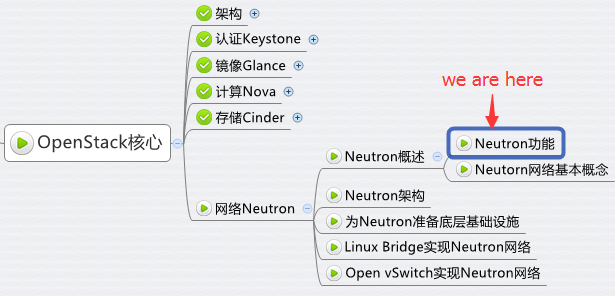 架构
认证Keystone
镜像Glance
we are here
计算Nova
存储Cinder
OpenStack核心
Neutron功能
Neutron概述
Neutorn网络基本概念
网络Neutron
Neutron架构
为Neutron准备底层基础设施
Linux Bridge实现Neutron网络
Open vSwitch实现Neutron网络